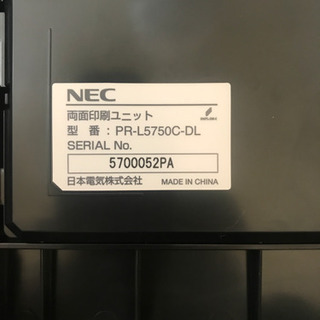 NEC
両面印刷ユニット
型 番 : PR-L5750C-DL
SERIAL No.
5700052PA
日本電気株式会社 MADE IN CHINA